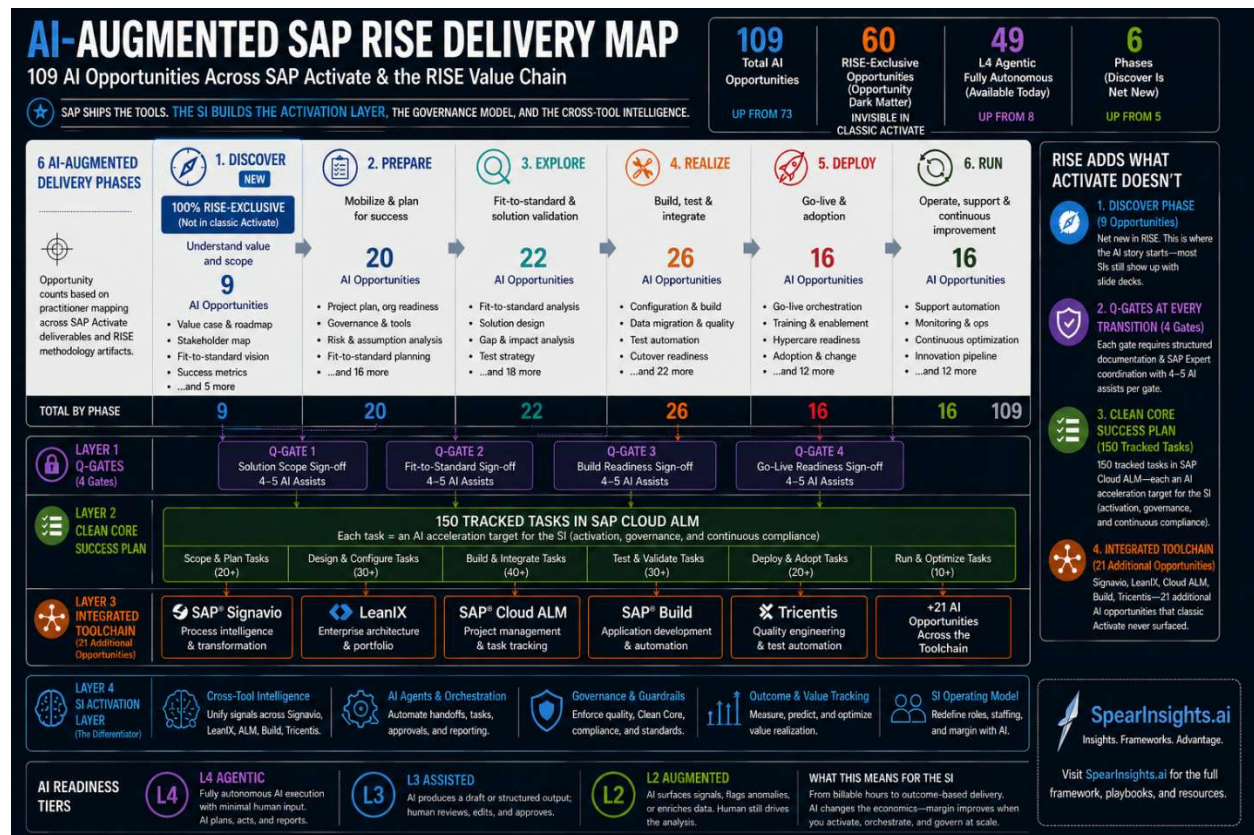 AI-AUGMENTED SAP RISE DELIVERY MAP
109 AI Opportunities Across SAP Activate & the RISE Value Chain
SAP SHIPS THE TOOLS. THE SI BUILDS THE ACTIVATION LAYER, THE GOVERNANCE MODEL, AND THE CROSS-TOOL INTELLIGENCE.
109
Total AI
Opportunities
UP FROM 73
60
RISE-Exclusive
Opportunities
(Opportunity
Dark Matter)
INVISIBLE IN
CLASSIC ACTIVATE
49
L4 Agentic
Fully Autonomous
(Available Today)
UP FROM 8
6
Phases
(Discover Is
Net New)
UP FROM 5
6 AI-AUGMENTED
DELIVERY PHASES
Opportunity
counts based on
practitioner mapping
across SAP Activate
deliverables and RISE
methodology artifacts.
1. DISCOVER
NEW
100% RISE-EXCLUSIVE
(Not in classic Activate)
Understand value
and scope
9
AI Opportunities
• Value case & roadmap
• Stakeholder map
• Fit-to-standard vision
• Success metrics
• ...and 5 more
2. PREPARE
Mobilize & plan
for success
20
AI Opportunities
• Project plan, org readiness
• Governance & tools
• Risk & assumption analysis
• Fit-to-standard planning
• ...and 16 more
3. EXPLORE
Fit-to-standard &
solution validation
22
AI Opportunities
• Fit-to-standard analysis
• Solution design
• Gap & impact analysis
• Test strategy
• ...and 18 more
4. REALIZE
Build, test &
integrate
26
AI Opportunities
• Configuration & build
• Data migration & quality
• Test automation
• Cutover readiness
• ...and 22 more
5. DEPLOY
Go-live &
adoption
16
AI Opportunities
• Go-live orchestration
• Training & enablement
• Hypercare readiness
• Adoption & change
• ...and 12 more
6. RUN
Operate, support &
continuous
improvement
16
AI Opportunities
• Support automation
• Monitoring & ops
• Continuous optimization
• Innovation pipeline
• ...and 12 more
TOTAL BY PHASE
9
20
22
26
16
16
109
LAYER 1
Q-GATES
(4 Gates)
Q-GATE 1
Solution Scope Sign-off
4–5 AI Assists
Q-GATE 2
Fit-to-Standard Sign-off
4–5 AI Assists
Q-GATE 3
Build Readiness Sign-off
4–5 AI Assists
Q-GATE 4
Go-Live Readiness Sign-off
4–5 AI Assists
LAYER 2
CLEAN CORE
SUCCESS PLAN
150 TRACKED TASKS IN SAP CLOUD ALM
Each task = an AI acceleration target for the SI (activation, governance, and continuous compliance)
Scope & Plan Tasks
(20+)
Design & Configure Tasks
(30+)
Build & Integrate Tasks
(40+)
Test & Validate Tasks
(30+)
Deploy & Adopt Tasks
(20+)
Run & Optimize Tasks
(10+)
LAYER 3
INTEGRATED
TOOLCHAIN
(21 Additional
Opportunities)
SAP® Signavio
Process intelligence
& transformation
LeanIX
Enterprise architecture
& portfolio
SAP® Cloud ALM
Project management
& task tracking
SAP® Build
Application development
& automation
Tricentis
Quality engineering
& test automation
+21 AI
Opportunities
Across the
Toolchain
LAYER 4
SI ACTIVATION
LAYER
(The Differentiator)
Cross-Tool Intelligence
Unify signals across Signavio,
LeanIX, ALM, Build, Tricentis.
AI Agents & Orchestration
Automate handoffs, tasks,
approvals, and reporting.
Governance & Guardrails
Enforce quality, Clean Core,
compliance, and standards.
Outcome & Value Tracking
Measure, predict, and optimize
value realization.
SI Operating Model
Redefine roles, staffing,
and margin with AI.
AI READINESS
TIERS
L4
L4 AGENTIC
Fully autonomous AI execution
with minimal human input.
AI plans, acts, and reports.
L3
L3 ASSISTED
AI produces a draft or structured output;
human reviews, edits, and approves.
L2
L2 AUGMENTED
AI surfaces signals, flags anomalies,
or enriches data. Human still drives
the analysis.
WHAT THIS MEANS FOR THE SI
From billable hours to outcome-based delivery.
AI changes the economics—margin improves when
you activate, orchestrate, and govern at scale.
RISE ADDS WHAT
ACTIVATE DOESN'T
1. DISCOVER PHASE
(9 Opportunities)
Net new in RISE. This is where
the AI story starts—most
SIs still show up with
slide decks.
2. Q-GATES AT EVERY
TRANSITION (4 Gates)
Each gate requires structured
documentation & SAP Expert
coordination with 4–5 AI
assists per gate.
3. CLEAN CORE
SUCCESS PLAN
(150 Tracked Tasks)
150 tracked tasks in SAP
Cloud ALM—each an AI
acceleration target for the SI
(activation, governance,
and continuous compliance).
4. INTEGRATED TOOLCHAIN
(21 Additional Opportunities)
Signavio, LeanIX, Cloud ALM,
Build, Tricentis—21 additional
AI opportunities that classic
Activate never surfaced.
SpearInsights.ai
Insights. Frameworks. Advantage.
Visit SpearInsights.ai for the full
framework, playbooks, and resources.